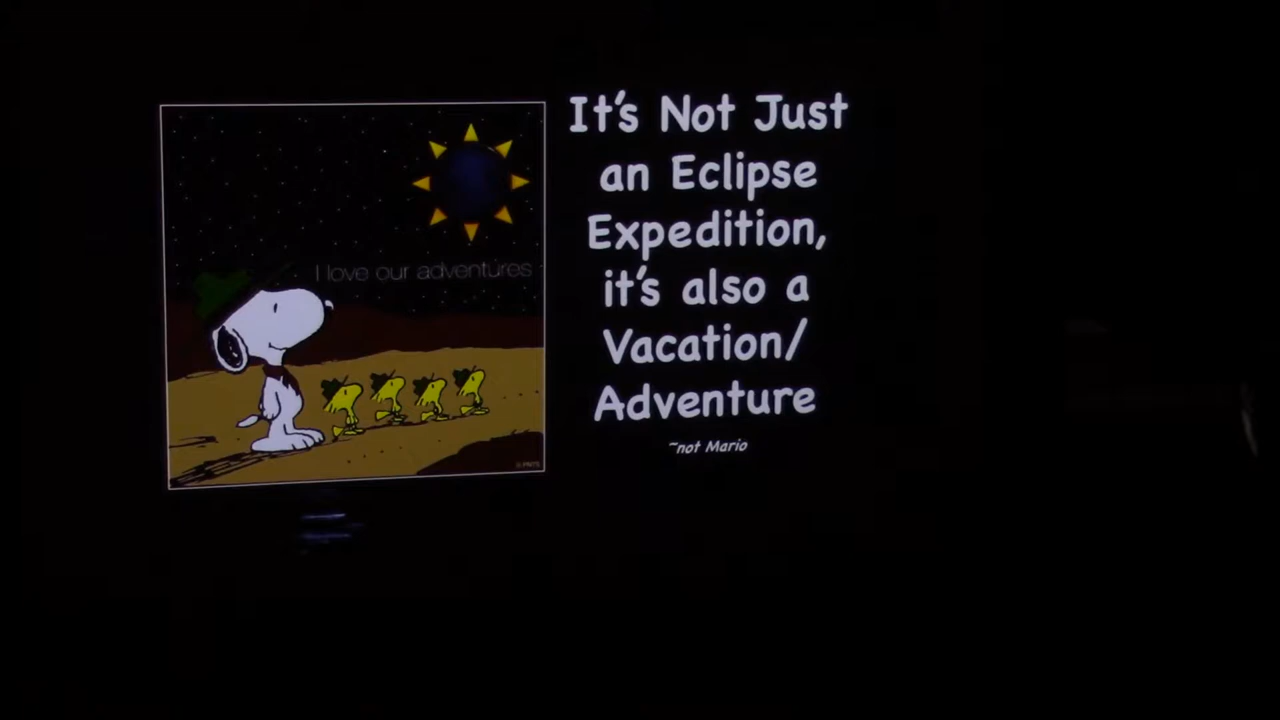 It's Not Just
an Eclipse
Expedition,
it's also a
Vacation/
Adventure
~not Mario
I love our adventures